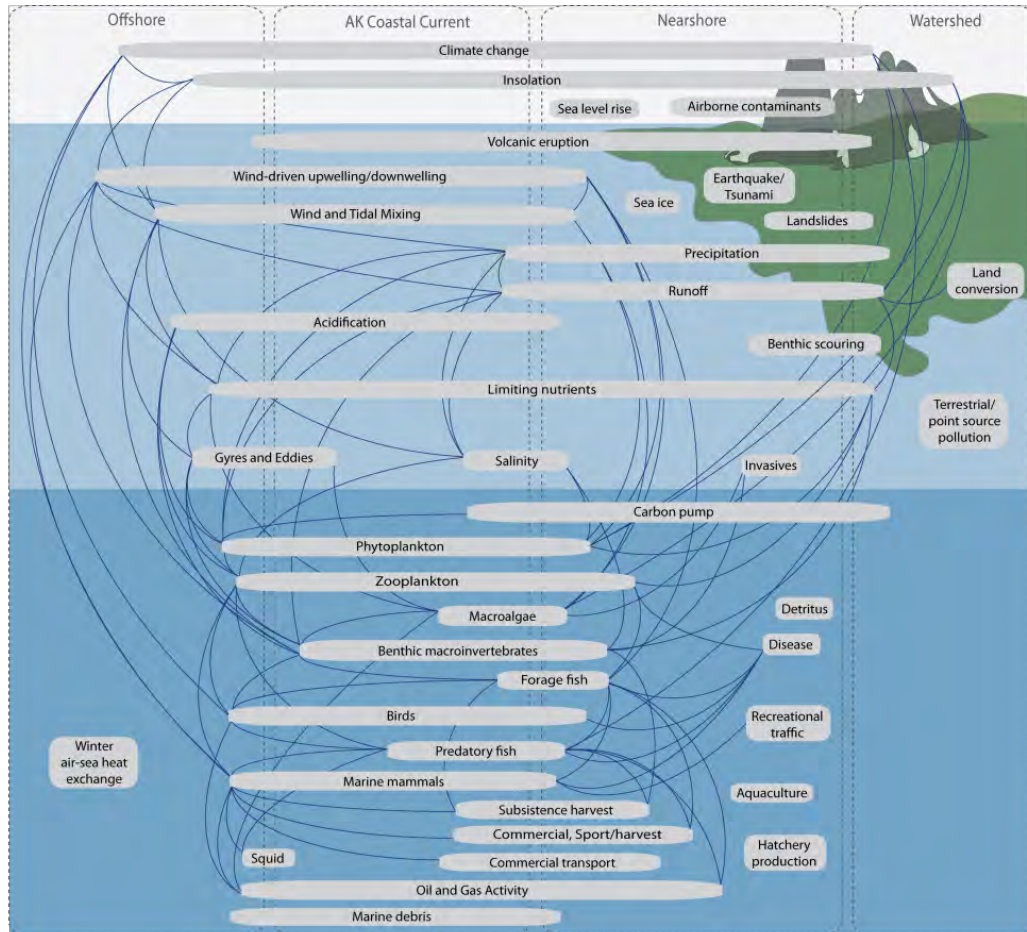 Offshore
AK Coastal Current
Nearshore
Watershed
Climate change
Insolation
Sea level rise
Airborne contaminants
Volcanic eruption
Wind-driven upwelling/downwelling
Earthquake/
Tsunami
Sea ice
Wind and Tidal Mixing
Landslides
Precipitation
Land
conversion
Runoff
Acidification
Benthic scouring
Limiting nutrients
Terrestrial/
point source
pollution
Gyres and Eddies
Salinity
Invasives
Carbon pump
Phytoplankton
Zooplankton
Detritus
Macroalgae
Disease
Benthic macroinvertebrates
Forage fish
Birds
Recreational
traffic
Winter
air-sea heat
exchange
Predatory fish
Marine mammals
Aquaculture
Subsistence harvest
Commercial, Sport/harvest
Hatchery
production
Squid
Commercial transport
Oil and Gas Activity
Marine debris